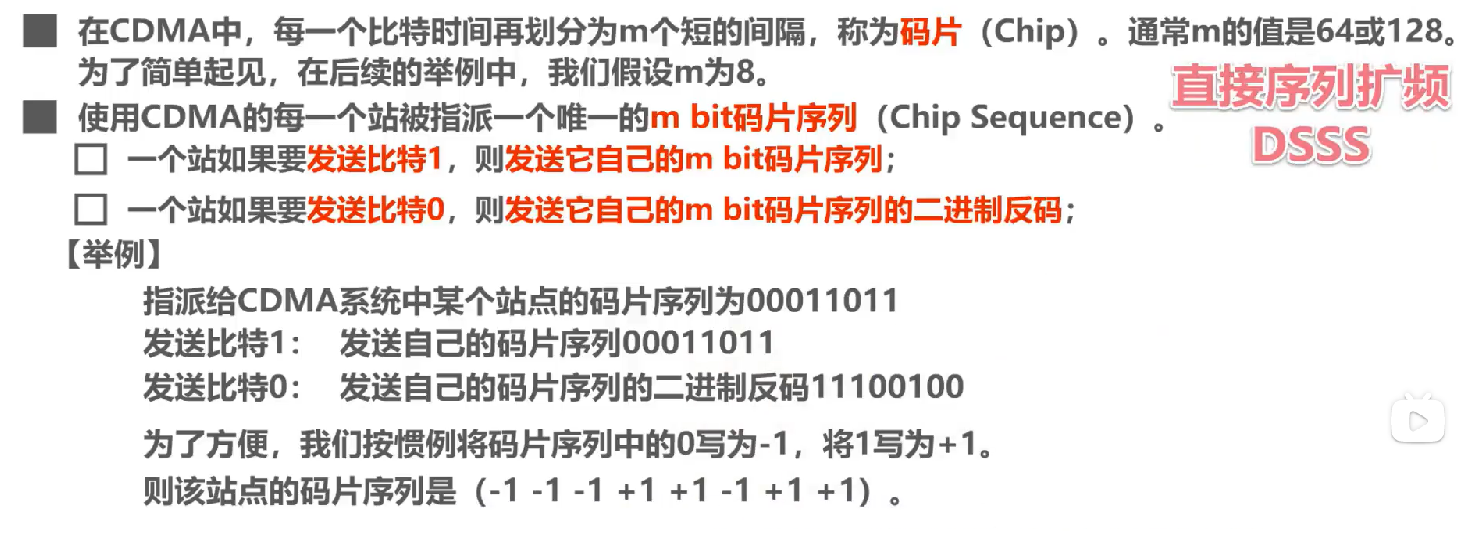 在CDMA中，每一个比特时间再划分为m个短的间隔，称为码片（Chip）。通常m的值是64或128。
为了简单起见，在后续的举例中，我们假设m为8。
直接序列扩频
DSSS
使用CDMA的每一个站被指派一个唯一的m bit码片序列（Chip Sequence）。
一个站如果要发送比特1，则发送它自己的m bit码片序列；
一个站如果要发送比特0，则发送它自己的m bit码片序列的二进制反码；
【举例】
指派给CDMA系统中某个站点的码片序列为00011011
发送比特1： 发送自己的码片序列00011011
发送比特0： 发送自己的码片序列的二进制反码11100100
为了方便，我们按惯例将码片序列中的0写为-1，将1写为+1。
则该站点的码片序列是（-1 -1 -1 +1 +1 -1 +1 +1）。